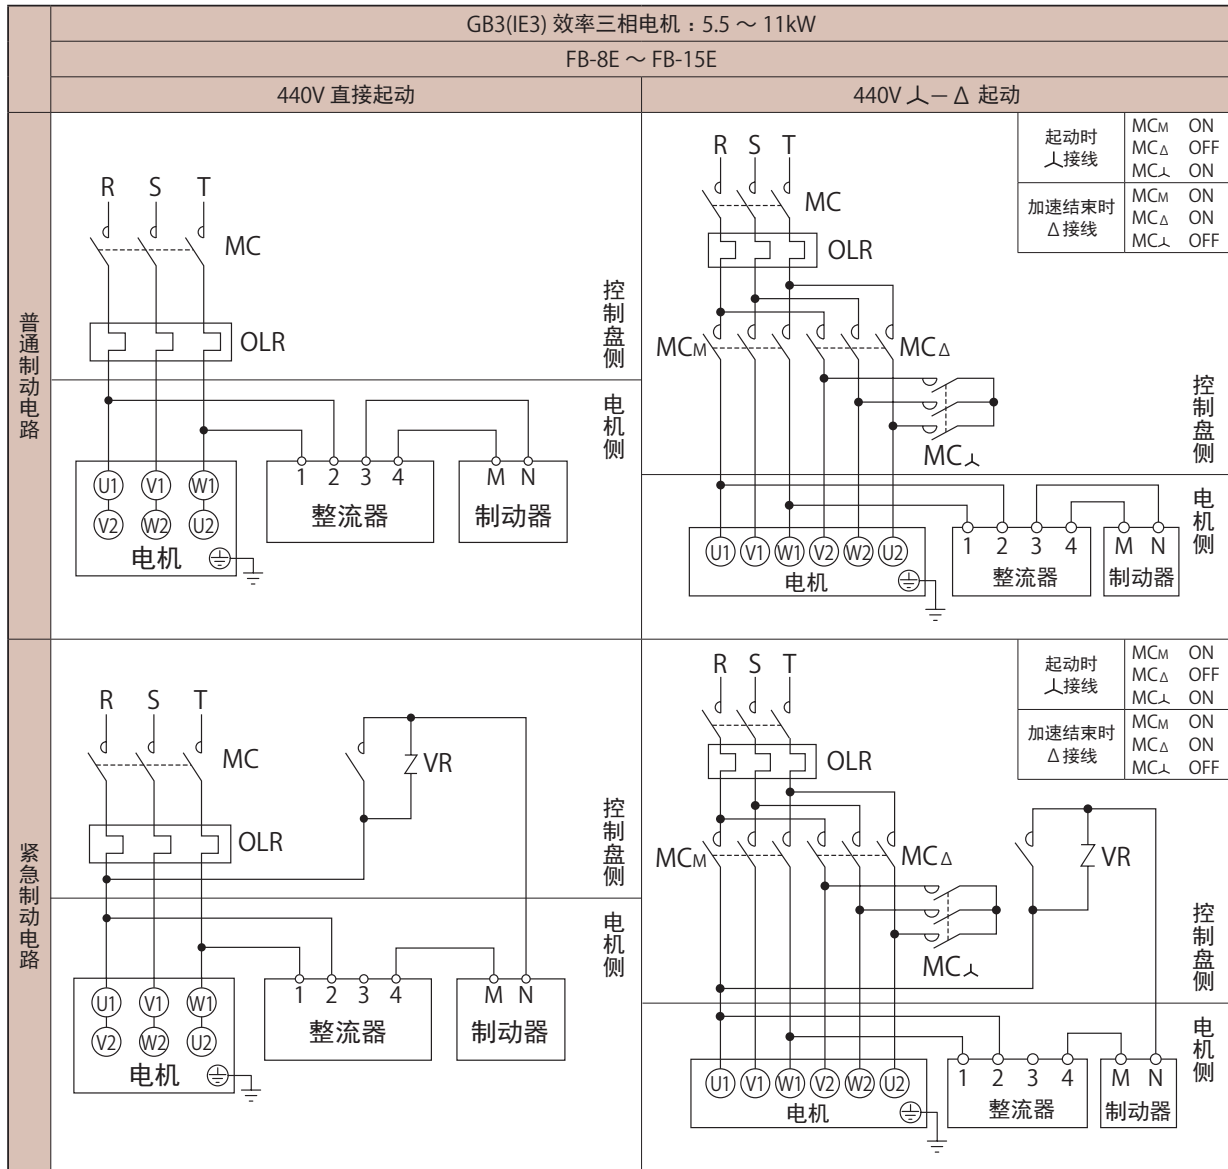 GB3(IE3) 效率三相电机：5.5 ～ 11kW
FB-8E ～ FB-15E
440V 直接起动
440V 人－Δ 起动
普通制动电路
R S T
MC
OLR
控制盘侧
电机侧
U1 V1 W1
V2 W2 U2
电机
1 2 3 4
整流器
M N
制动器
R S T
MC
OLR
起动时
人接线
MCM ON
MCΔ OFF
MC人 ON
加速结束时
Δ接线
MCM ON
MCΔ ON
MC人 OFF
MCM
MCΔ
MC人
控制盘侧
电机侧
U1 V1 W1 V2 W2 U2
电机
1 2 3 4
整流器
M N
制动器
紧急制动电路
R S T
MC
VR
OLR
控制盘侧
电机侧
U1 V1 W1
V2 W2 U2
电机
1 2 3 4
整流器
M N
制动器
R S T
OLR
起动时
人接线
MCM ON
MCΔ OFF
MC人 ON
加速结束时
Δ接线
MCM ON
MCΔ ON
MC人 OFF
MCM
MCΔ
VR
MC人
控制盘侧
电机侧
U1 V1 W1 V2 W2 U2
电机
1 2 3 4
整流器
M N
制动器